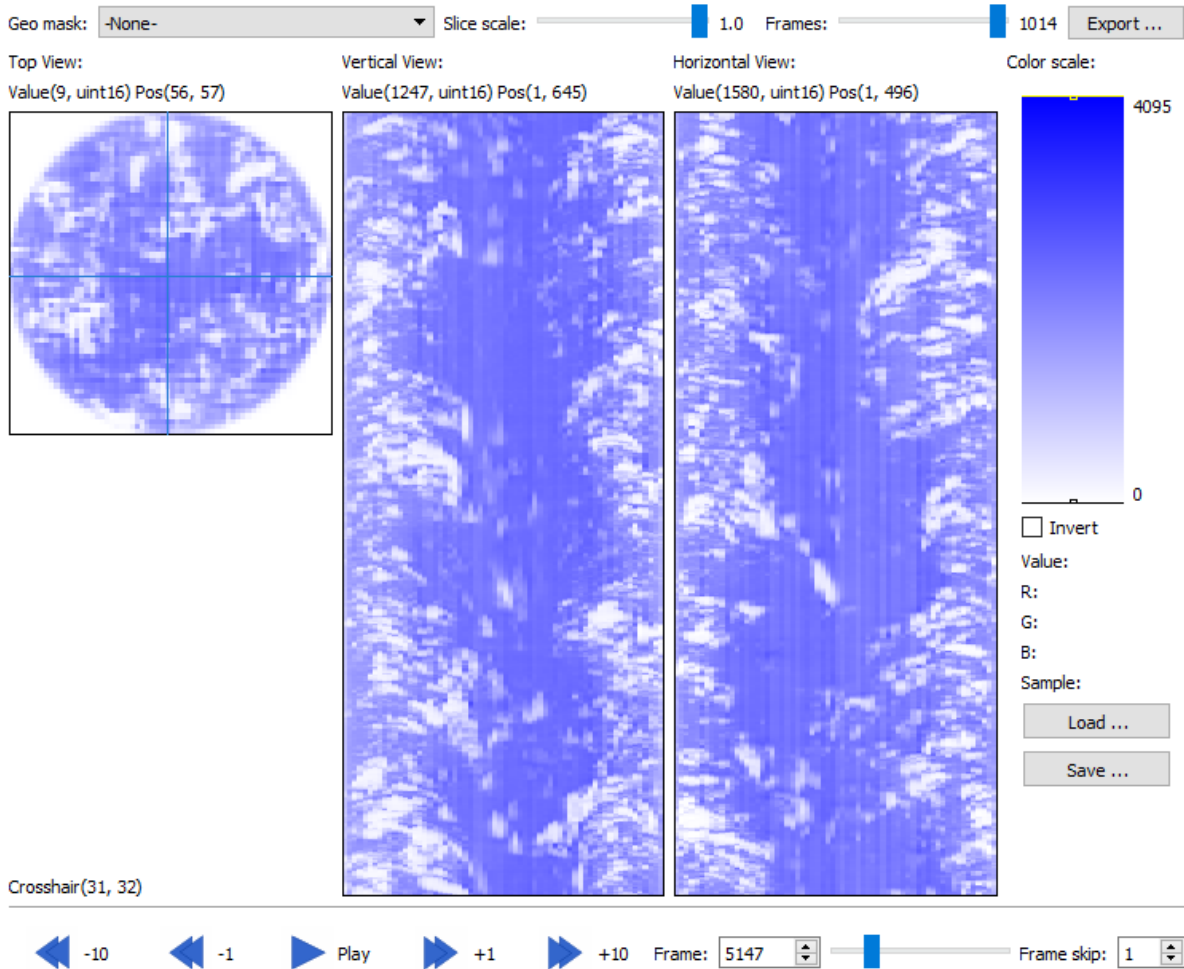 Geo mask: -None- Slice scale: 1.0 Frames: 1014 Export ...
Top View: Vertical View: Horizontal View: Color scale:
Value(9, uint16) Pos(56, 57) Value(1247, uint16) Pos(1, 645) Value(1580, uint16) Pos(1, 496)
4095
0
Invert
Value:
R:
G:
B:
Sample:
Load ...
Save ...
Crosshair(31, 32)
-10 -1 Play +1 +10 Frame: 5147 Frame skip: 1